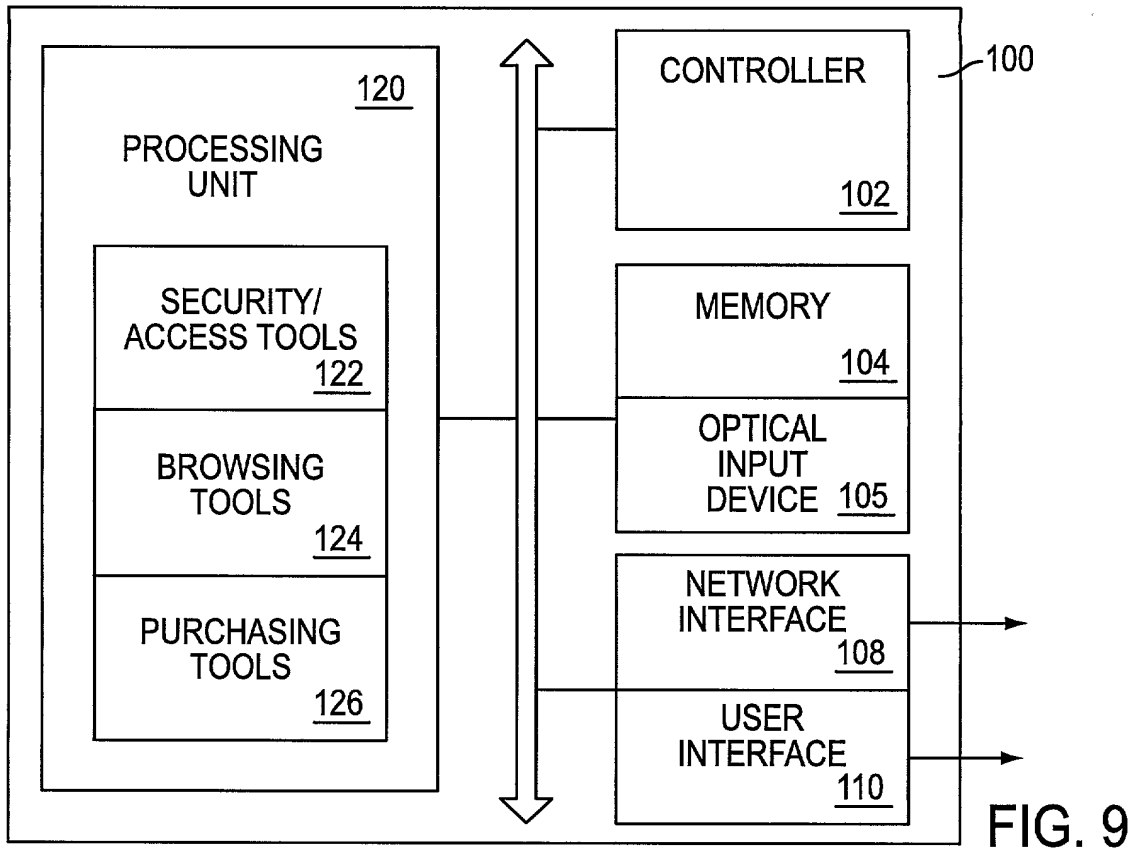 120
PROCESSING
UNIT
SECURITY/
ACCESS TOOLS
122
BROWSING
TOOLS
124
PURCHASING
TOOLS
126
CONTROLLER
102
100
MEMORY
104
OPTICAL
INPUT
DEVICE
105
NETWORK
INTERFACE
108
USER
INTERFACE
110
FIG. 9